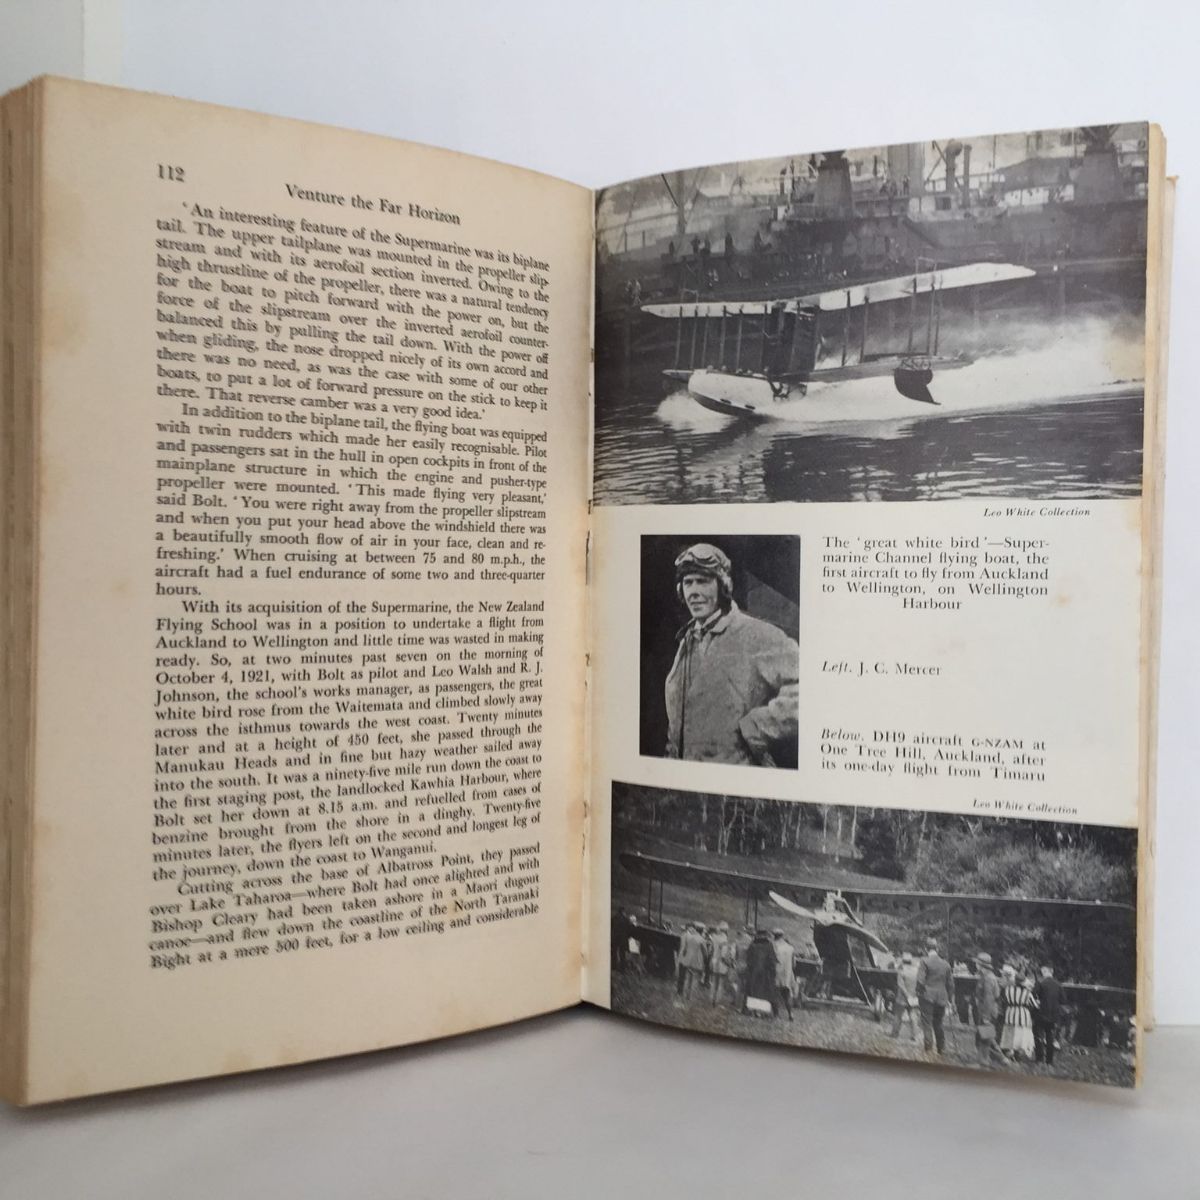 112
Venture the Far Horizon
'An interesting feature of the Supermarine was its biplane
tail. The upper tailplane was mounted in the propeller slip-
stream and with its aerofoil section inverted. Owing to the
high thrustline of the propeller, there was a natural tendency
for the boat to pitch forward with the power on, but the
force of the slipstream over the inverted aerofoil counter-
balanced this by pulling the tail down. With the power off
when gliding, the nose dropped nicely of its own accord and
there was no need, as was the case with some of our other
boats, to put a lot of forward pressure on the stick to keep it
there. That reverse camber was a very good idea.'
In addition to the biplane tail, the flying boat was equipped
with twin rudders which made her easily recognisable. Pilot
and passengers sat in the hull in open cockpits in front of the
mainplane structure in which the engine and pusher-type
propeller were mounted. 'This made flying very pleasant,'
said Bolt. 'You were right away from the propeller slipstream
and when you put your head above the windshield there was
a beautifully smooth flow of air in your face, clean and re-
freshing.' When cruising at between 75 and 80 m.p.h., the
aircraft had a fuel endurance of some two and three-quarter
hours.
With its acquisition of the Supermarine, the New Zealand
Flying School was in a position to undertake a flight from
Auckland to Wellington and little time was wasted in making
ready. So, at two minutes past seven on the morning of
October 4, 1921, with Bolt as pilot and Leo Walsh and R. J.
Johnson, the school's works manager, as passengers, the great
white bird rose from the Waitemata and climbed slowly away
across the isthmus towards the west coast. Twenty minutes
later and at a height of 450 feet, she passed through the
Manukau Heads and in fine but hazy weather sailed away
into the south. It was a ninety-five mile run down the coast to
the first staging post, the landlocked Kawhia Harbour, where
Bolt set her down at 8.15 a.m. and refuelled from cases of
benzine brought from the shore in a dinghy. Twenty-five
minutes later, the flyers left on the second and longest leg of
the journey, down the coast to Wanganui.
Cutting across the base of Albatross Point, they passed
over Lake Taharoa—where Bolt had once alighted and with
Bishop Cleary had been taken ashore in a Maori dugout
canoe—and flew down the coastline of the North Taranaki
Bight at a mere 500 feet, for a low ceiling and considerable
Leo White Collection
The 'great white bird'—Super-
marine Channel flying boat, the
first aircraft to fly from Auckland
to Wellington, on Wellington
Harbour
Left. J. C. Mercer
Below. DH9 aircraft G-NZAM at
One Tree Hill, Auckland, after
its one-day flight from Timaru
Leo White Collection